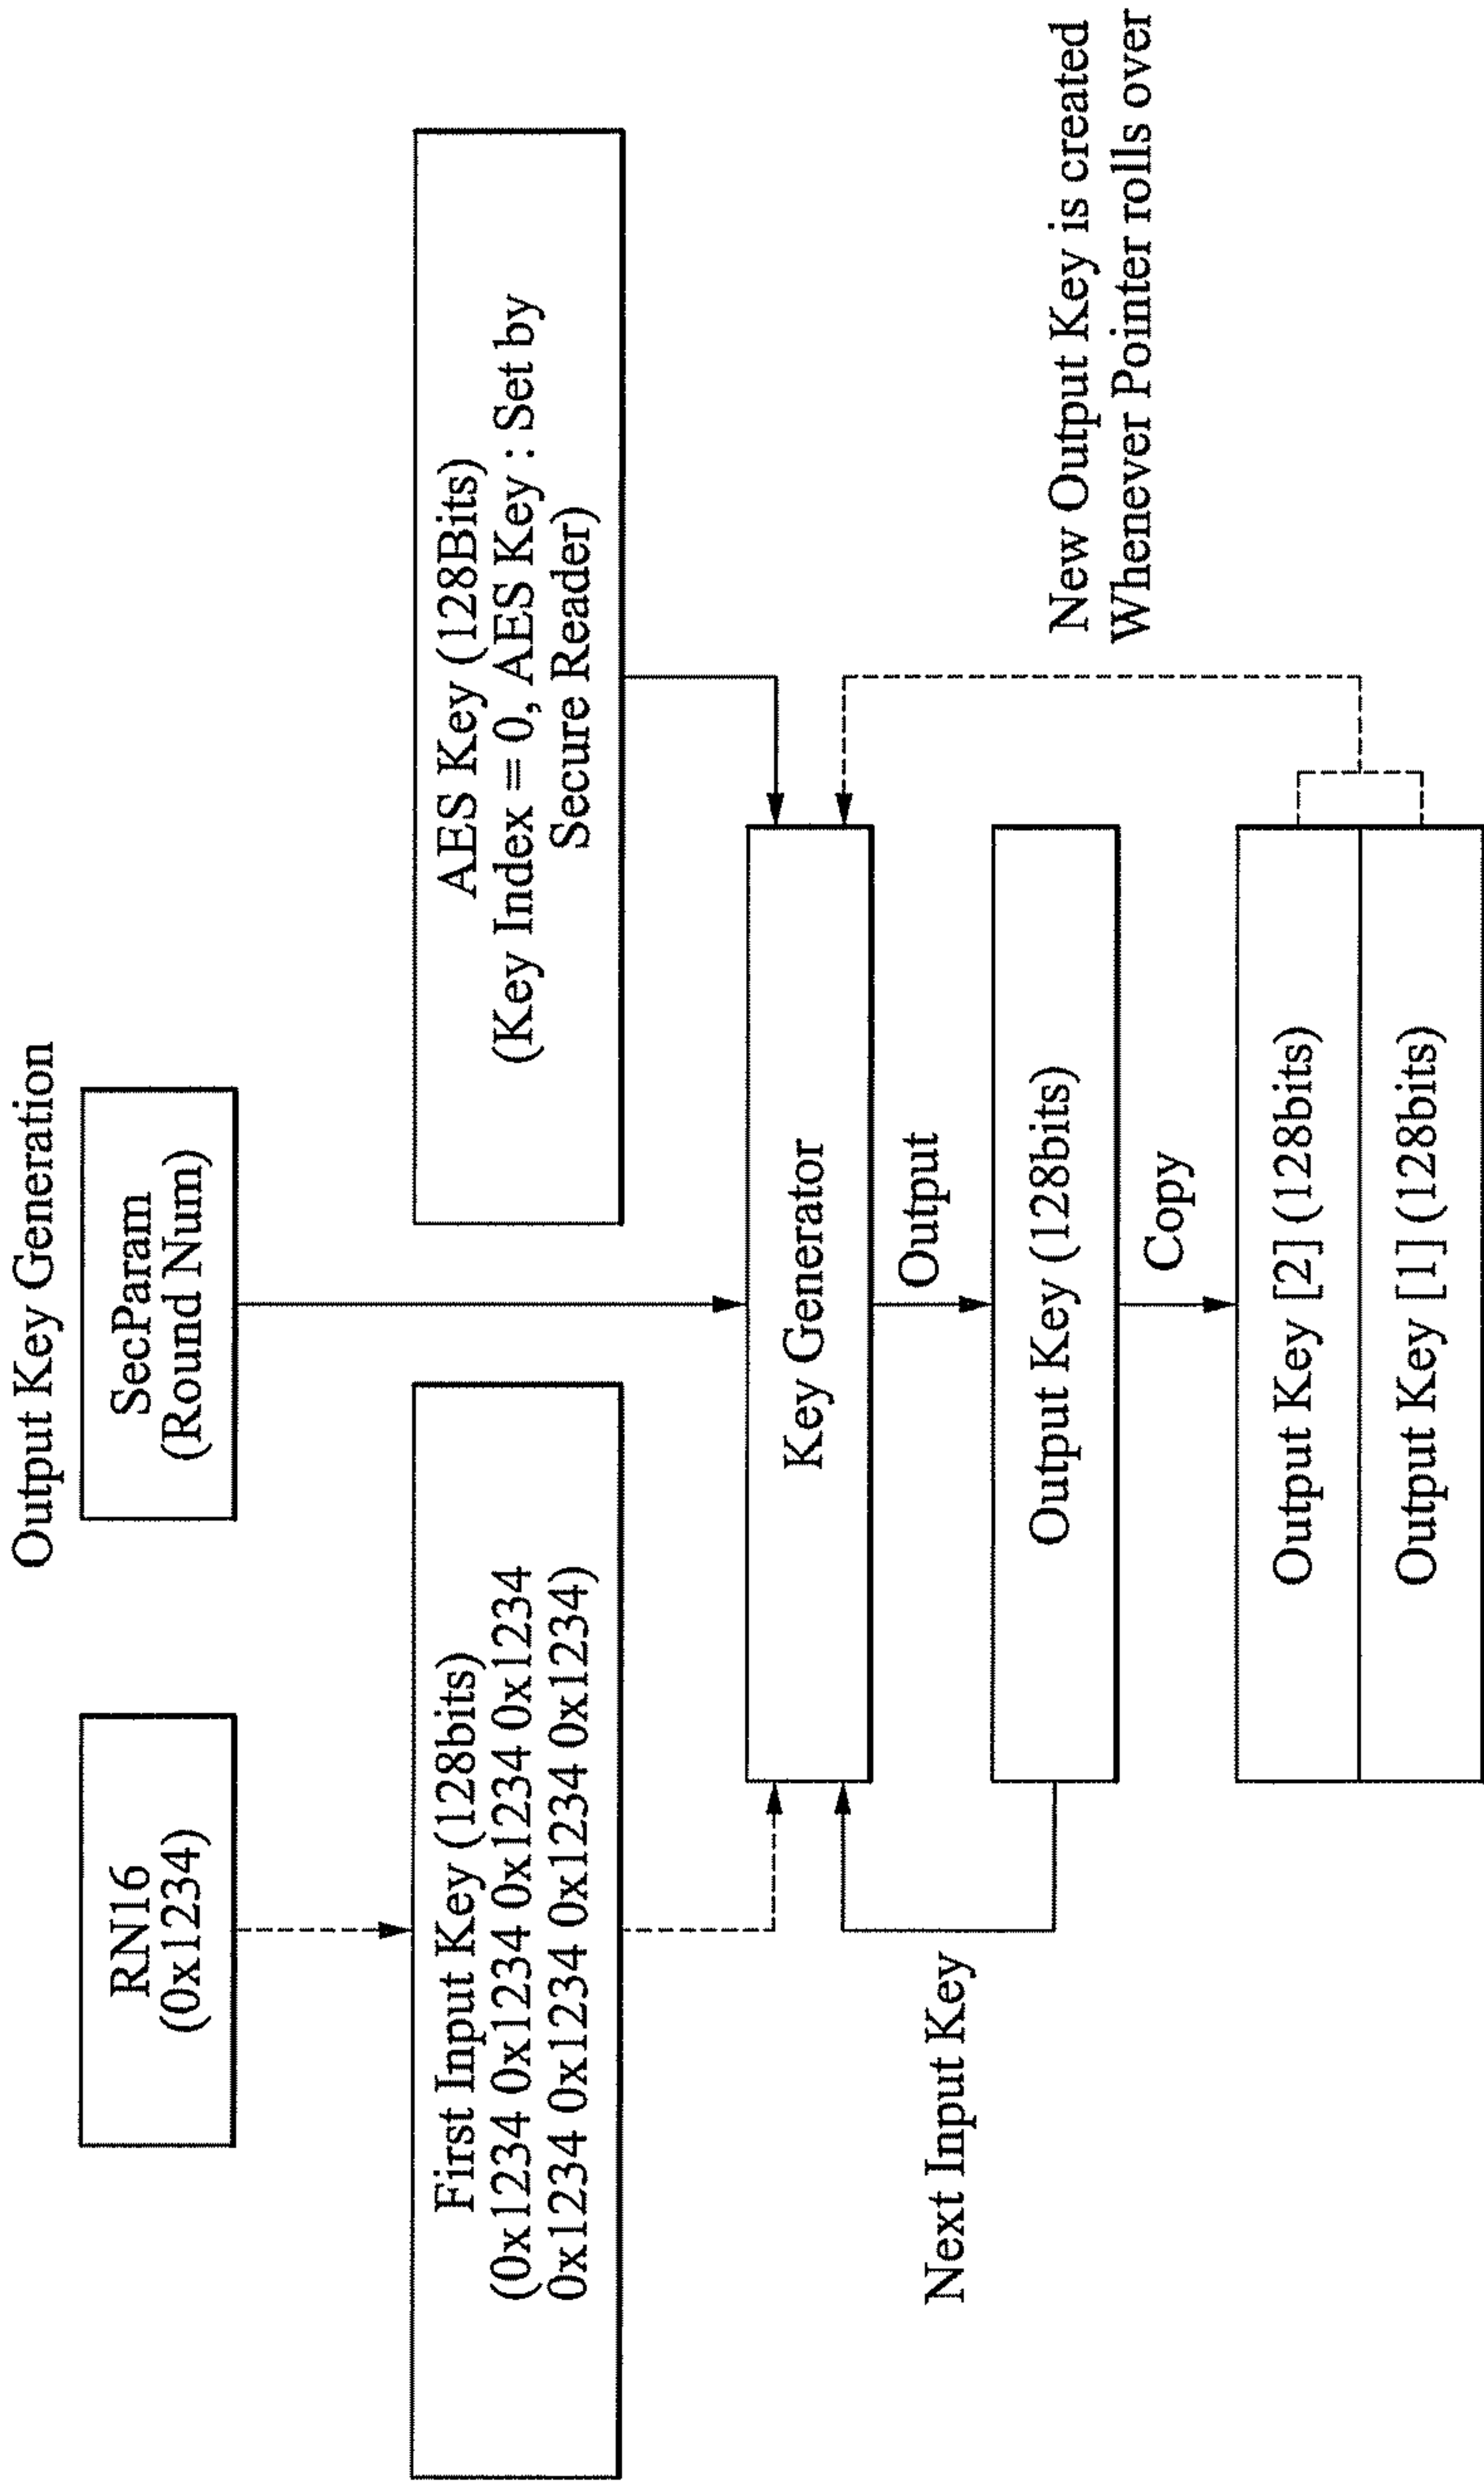 Output Key Generation
RN16
(0x1234)
SecParam
(Round Num)
First Input Key (128bits)
(0x1234 0x1234 0x1234 0x1234
0x1234 0x1234 0x1234 0x1234)
AES Key (128Bits)
(Key Index = 0, AES Key : Set by
Secure Reader)
Key Generator
Next Input Key
Output
Output Key (128bits)
Copy
New Output Key is created
Whenever Pointer rolls over
Output Key [2] (128bits)
Output Key [1] (128bits)